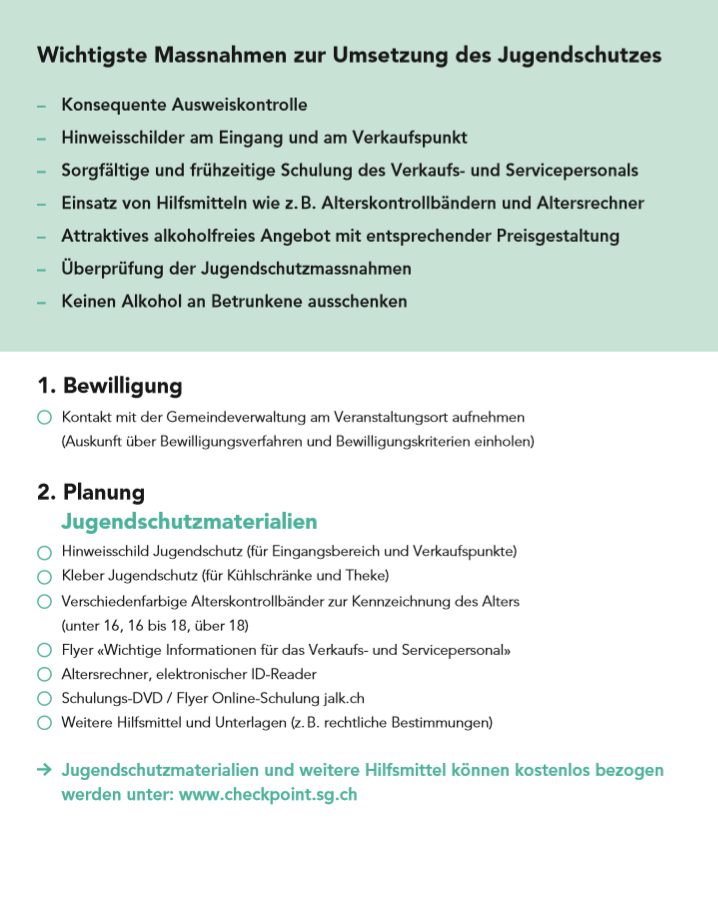 Wichtigste Massnahmen zur Umsetzung des Jugendschutzes
– Konsequente Ausweiskontrolle
– Hinweisschilder am Eingang und am Verkaufspunkt
– Sorgfältige und frühzeitige Schulung des Verkaufs- und Servicepersonals
– Einsatz von Hilfsmitteln wie z. B. Alterskontrollbändern und Altersrechner
– Attraktives alkoholfreies Angebot mit entsprechender Preisgestaltung
– Überprüfung der Jugendschutzmassnahmen
– Keinen Alkohol an Betrunkene ausschenken
1. Bewilligung
○ Kontakt mit der Gemeindeverwaltung am Veranstaltungsort aufnehmen
(Auskunft über Bewilligungsverfahren und Bewilligungskriterien einholen)
2. Planung
Jugendschutzmaterialien
○ Hinweisschild Jugendschutz (für Eingangsbereich und Verkaufspunkte)
○ Kleber Jugendschutz (für Kühlschränke und Theke)
○ Verschiedenfarbige Alterskontrollbänder zur Kennzeichnung des Alters
(unter 16, 16 bis 18, über 18)
○ Flyer «Wichtige Informationen für das Verkaufs- und Servicepersonal»
○ Altersrechner, elektronischer ID-Reader
○ Schulungs-DVD / Flyer Online-Schulung jalk.ch
○ Weitere Hilfsmittel und Unterlagen (z. B. rechtliche Bestimmungen)
→ Jugendschutzmaterialien und weitere Hilfsmittel können kostenlos bezogen
werden unter: www.checkpoint.sg.ch